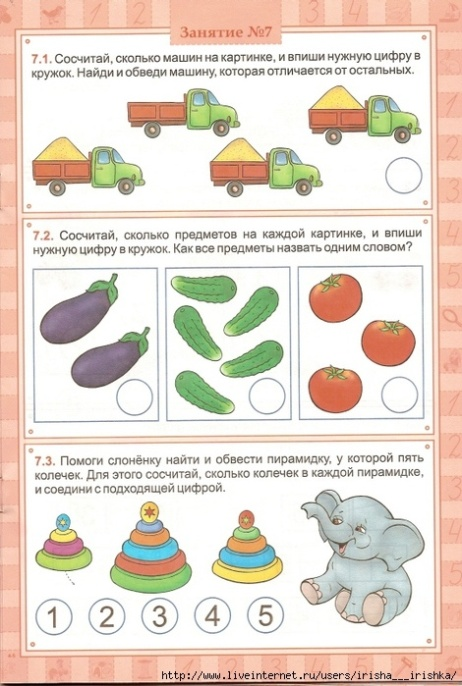 Занятие №7
7.1. Сосчитай, сколько машин на картинке, и впиши нужную цифру в
кружок. Найди и обведи машину, которая отличается от остальных.
7.2. Сосчитай, сколько предметов на каждой картинке, и впиши
нужную цифру в кружок. Как все предметы назвать одним словом?
7.3. Помоги слонёнку найти и обвести пирамидку, у которой пять
колечек. Для этого сосчитай, сколько колечек в каждой пирамидке,
и соедини с подходящей цифрой.
1 2 3 4 5
http://www.liveinternet.ru/users/irisha___irishka/